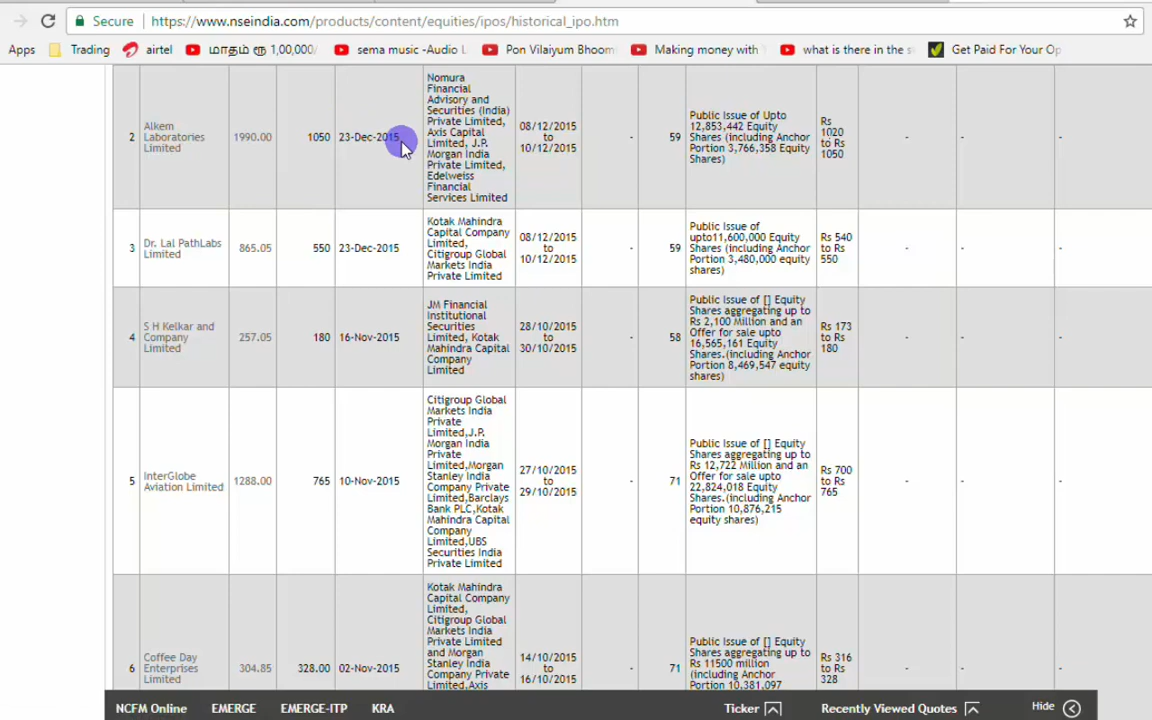 Secure https://www.nseindia.com/products/content/equities/ipos/historical_ipo.htm
Apps Trading airtel மாதம் ரூ 1,00,000/ sema music -Audio L Pon Vilaiyum Bhoom Making money with what is there in the s Get Paid For Your Op
2
Alkem
Laboratories
Limited
1990.00
1050
23-Dec-2015
Nomura
Financial
Advisory and
Securities (India)
Private Limited,
Axis Capital
Limited, J.P.
Morgan India
Private Limited,
Edelweiss
Financial
Services Limited
08/12/2015
to
10/12/2015
-
59
Public Issue of Upto
12,853,442 Equity
Shares (including Anchor
Portion 3,766,358 Equity
Shares)
Rs
1020
to Rs
1050
-
-
-
3
Dr. Lal PathLabs
Limited
865.05
550
23-Dec-2015
Kotak Mahindra
Capital Company
Limited,
Citigroup Global
Markets India
Private Limited
08/12/2015
to
10/12/2015
-
59
Public Issue of
upto11,600,000 Equity
Shares (including Anchor
Portion 3,480,000 equity
shares)
Rs 540
to Rs
550
-
-
-
4
S H Kelkar and
Company
Limited
257.05
180
16-Nov-2015
JM Financial
Institutional
Securities
Limited, Kotak
Mahindra Capital
Company
Limited
28/10/2015
to
30/10/2015
-
58
Public Issue of [] Equity
Shares aggregating up to
Rs 2,100 Million and an
Offer for sale upto
16,565,161 Equity
Shares.(including Anchor
Portion 8,469,547 equity
shares)
Rs 173
to Rs
180
-
-
-
5
InterGlobe
Aviation Limited
1288.00
765
10-Nov-2015
Citigroup Global
Markets India
Private
Limited,J.P.
Morgan India
Private
Limited,Morgan
Stanley India
Company Private
Limited,Barclays
Bank PLC,Kotak
Mahindra Capital
Company
Limited,UBS
Securities India
Private Limited
27/10/2015
to
29/10/2015
-
71
Public Issue of [] Equity
Shares aggregating up to
Rs 12,722 Million and an
Offer for sale upto
22,824,018 Equity
Shares.(including Anchor
Portion 10,876,215
equity shares)
Rs 700
to Rs
765
-
-
-
6
Coffee Day
Enterprises
Limited
304.85
328.00
02-Nov-2015
Kotak Mahindra
Capital Company
Limited,
Citigroup Global
Markets India
Private Limited
and Morgan
Stanley India
Company Private
Limited,Axis
14/10/2015
to
16/10/2015
-
71
Public Issue of [] Equity
Shares aggregating up to
Rs 11500 million
(including Anchor
Portion 10,381,097
Rs 316
to Rs
328
-
-
-
NCFM Online EMERGE EMERGE-ITP KRA Ticker Recently Viewed Quotes Hide